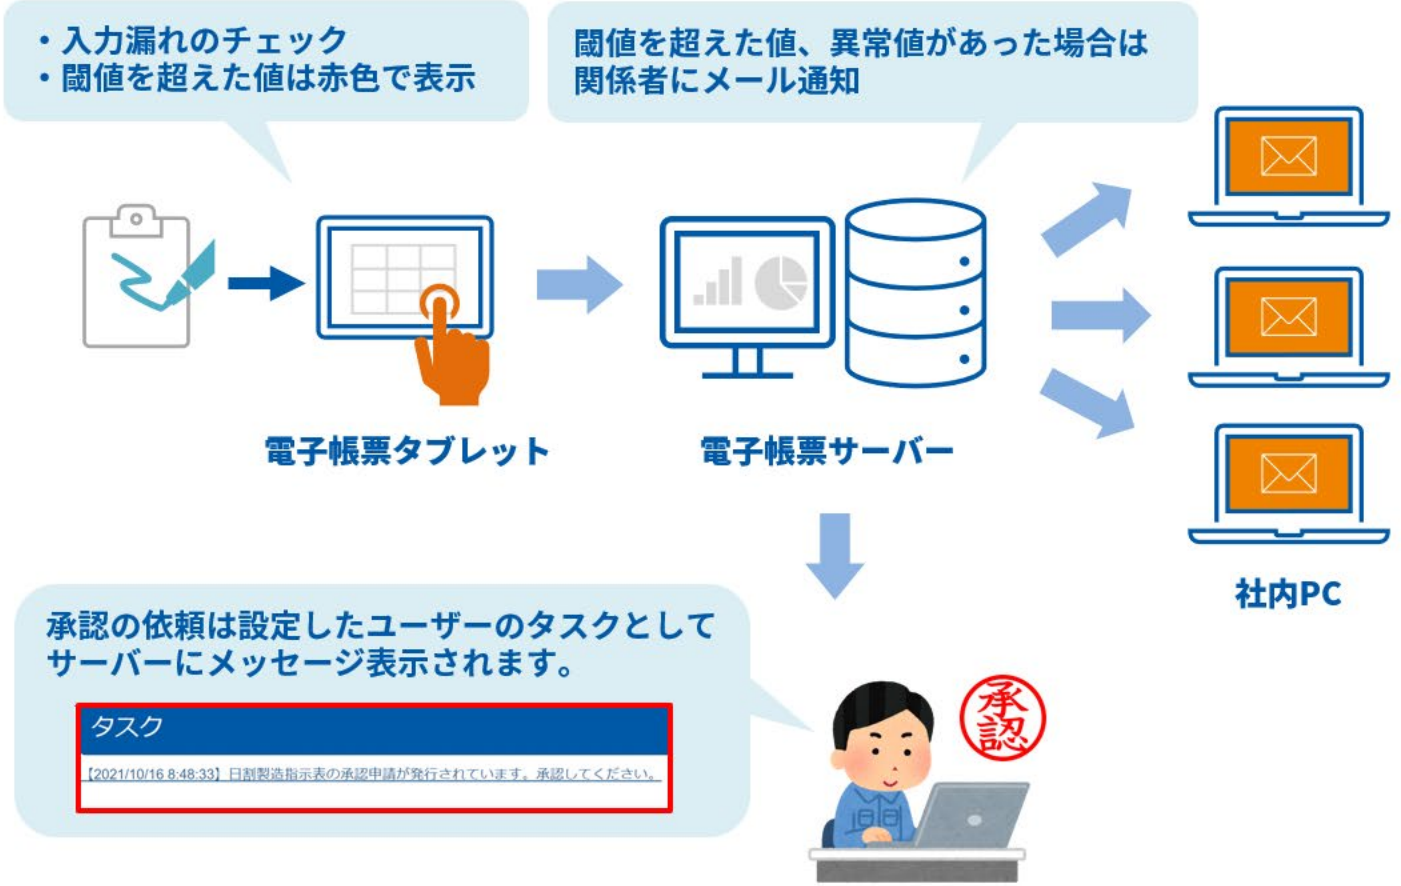 ・入力漏れのチェック
・閾値を超えた値は赤色で表示
閾値を超えた値、異常値があった場合は
関係者にメール通知
電子帳票タブレット
電子帳票サーバー
社内PC
承認の依頼は設定したユーザーのタスクとして
サーバーにメッセージ表示されます。
タスク
【2021/10/16 8:48:33】日割製造指示表の承認申請が発行されています。承認してください。
承認